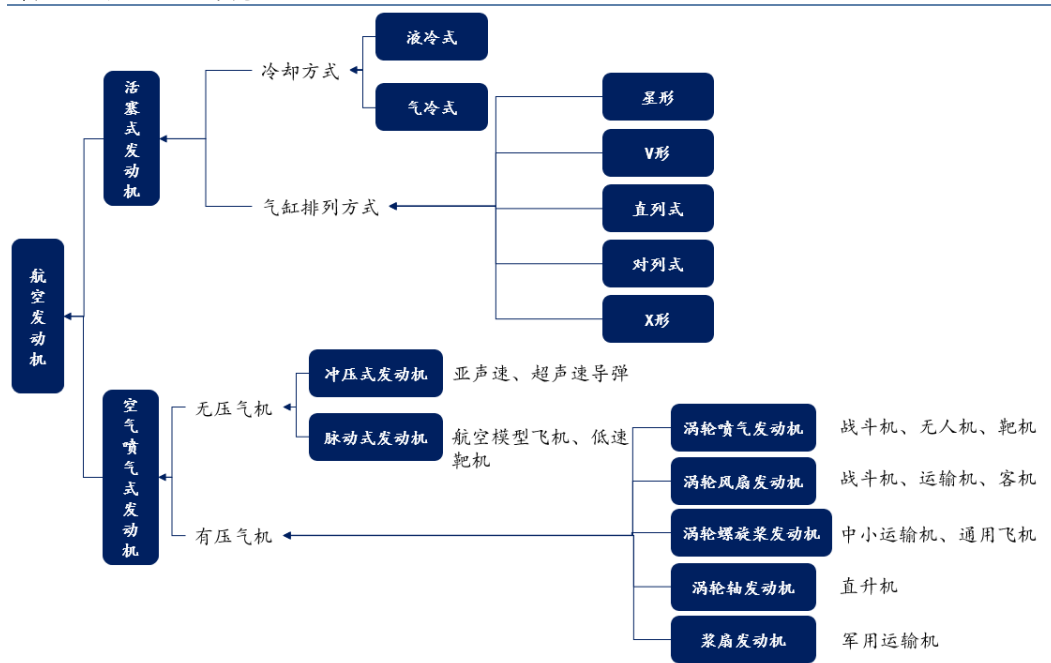 航空发动机
活塞式发动机
冷却方式
液冷式
气冷式
气缸排列方式
星形
V形
直列式
对列式
X形
空气喷气式发动机
无压气机
冲压式发动机
亚声速、超声速导弹
脉动式发动机
航空模型飞机、低速
靶机
有压气机
涡轮喷气发动机
战斗机、无人机、靶机
涡轮风扇发动机
战斗机、运输机、客机
涡轮螺旋桨发动机
中小运输机、通用飞机
涡轮轴发动机
直升机
桨扇发动机
军用运输机